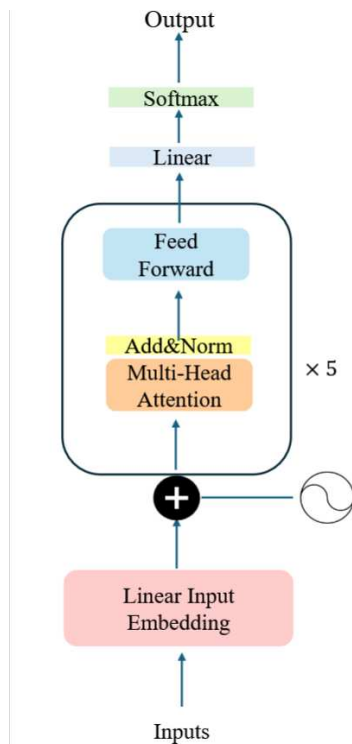 Output
Softmax
Linear
Feed
Forward
Add&Norm
Multi-Head
Attention
× 5
Linear Input
Embedding
Inputs